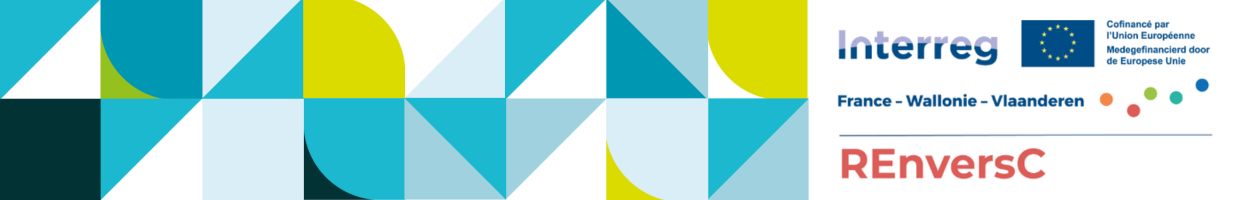 Interreg
Cofinancé par
l'Union Européenne
Medegefinancierd door
de Europese Unie
France – Wallonie – Vlaanderen
REnversC